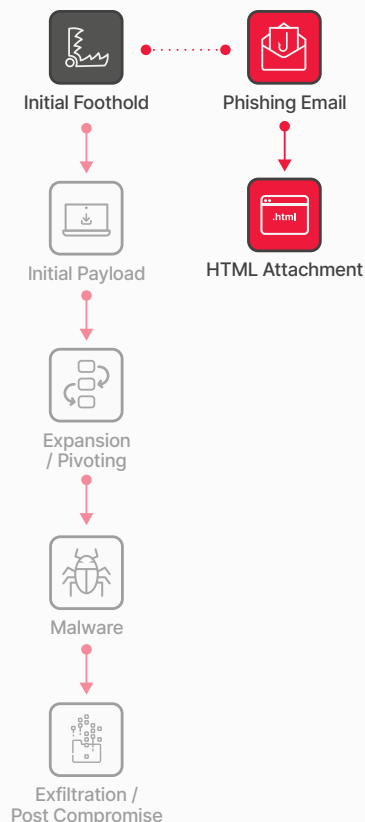 Initial Foothold
Phishing Email
.html
Initial Payload
HTML Attachment
Expansion
/ Pivoting
Malware
Exfiltration /
Post Compromise